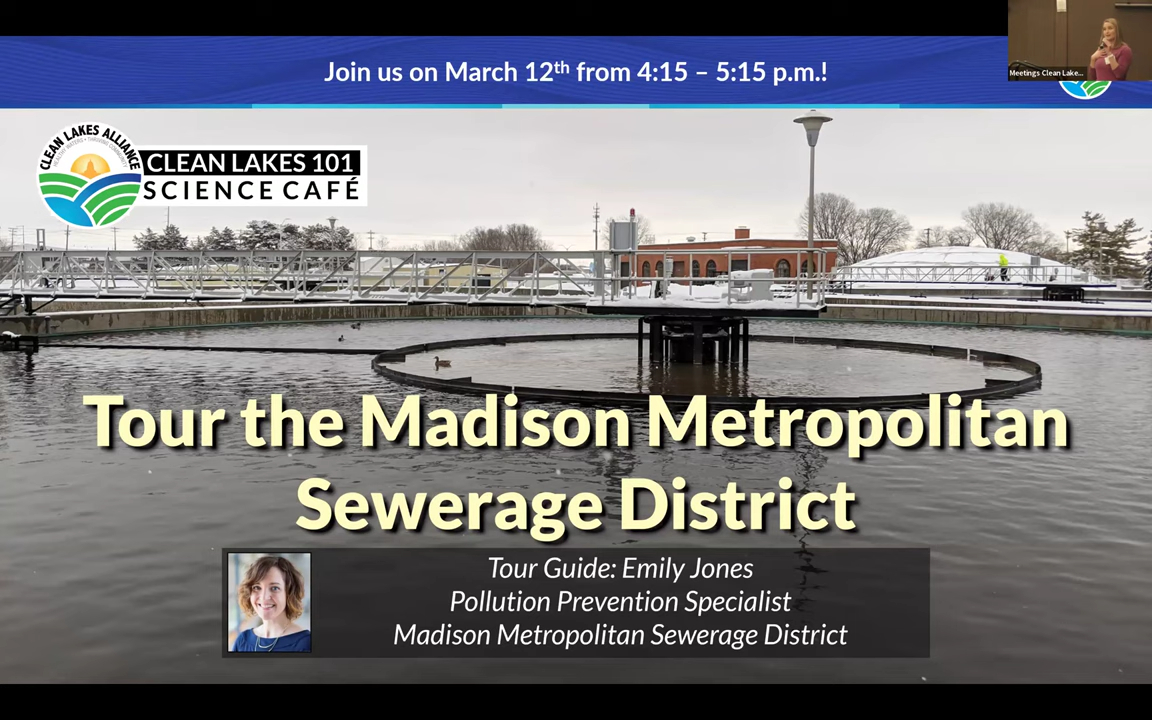 Join us on March 12th from 4:15 – 5:15 p.m.!
Meetings Clean Lake...
CLEAN LAKES ALLIANCE
CLEAN LAKES 101
SCIENCE CAFÉ
Tour the Madison Metropolitan
Sewerage District
Tour Guide: Emily Jones
Pollution Prevention Specialist
Madison Metropolitan Sewerage District